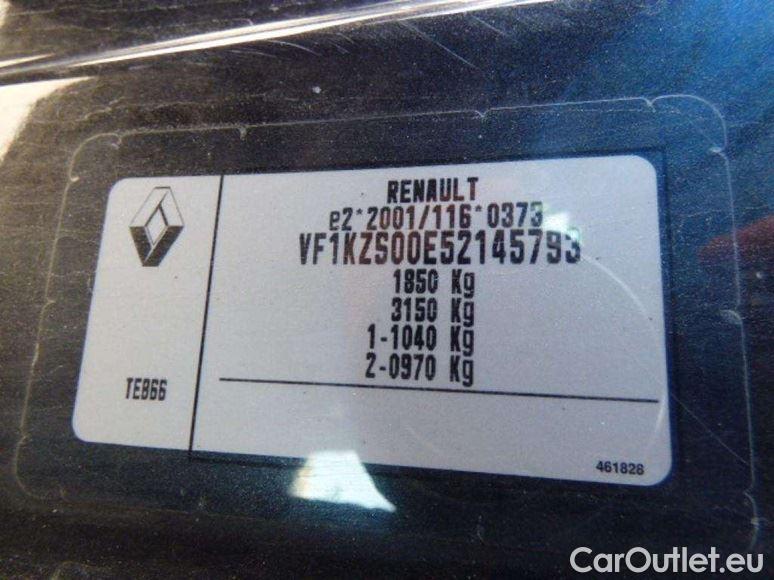 RENAULT
e2*2001/116*0373
VF1KZS00E52145793
1850 Kg
3150 Kg
1-1040 Kg
2-0970 Kg
TEB66
461828
CarOutlet.eu